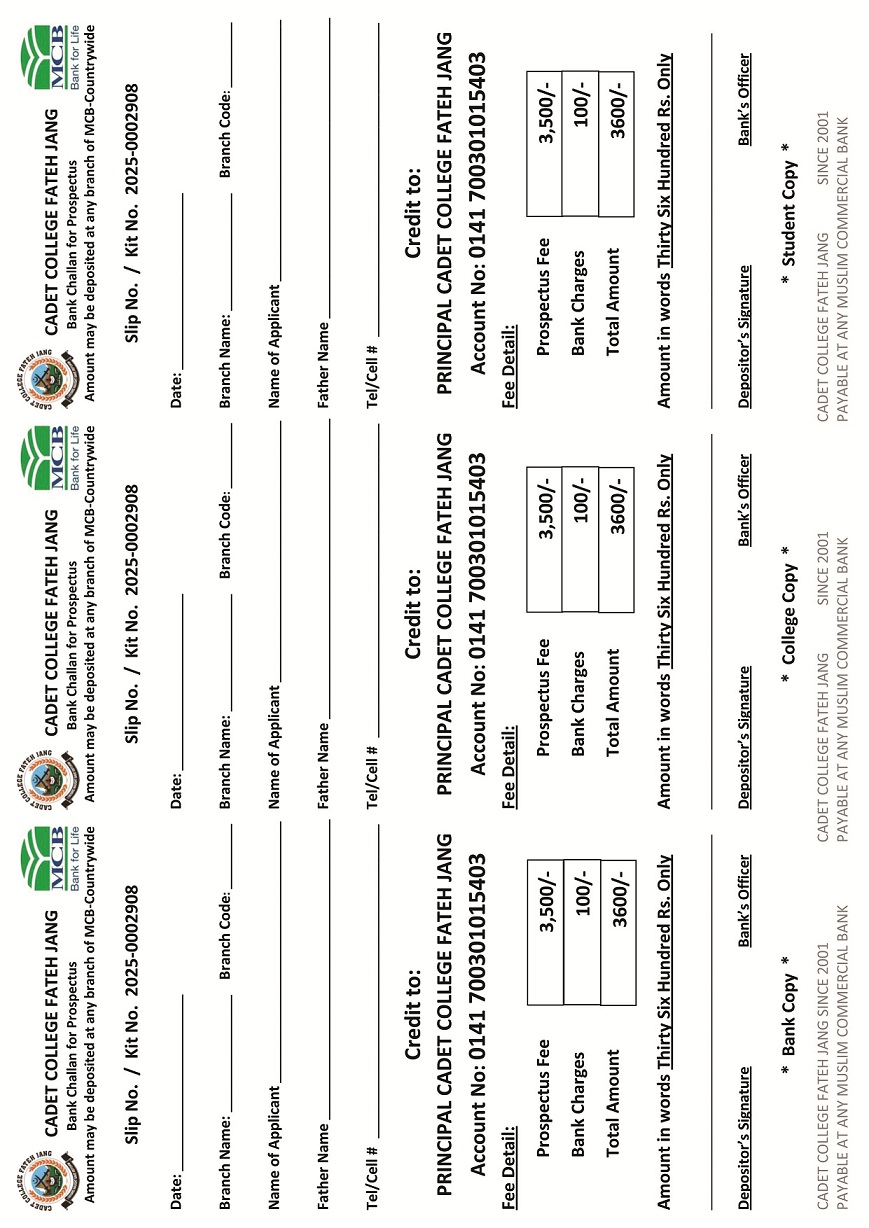 CADET COLLEGE FATEH JANG
MCB
Bank for Life
CADET COLLEGE FATEH JANG
Bank Challan for Prospectus
Amount may be deposited at any branch of MCB-Countrywide
Slip No. / Kit No. 2025-0002908
Date:
Branch Name: Branch Code:
Name of Applicant
Father Name
Tel/Cell #
Credit to:
PRINCIPAL CADET COLLEGE FATEH JANG
Account No: 0141 700301015403
Fee Detail:
Prospectus Fee 3,500/-
Bank Charges 100/-
Total Amount 3600/-
Amount in words Thirty Six Hundred Rs. Only
Depositor's Signature Bank's Officer
* Bank Copy *
CADET COLLEGE FATEH JANG SINCE 2001
PAYABLE AT ANY MUSLIM COMMERCIAL BANK
CADET COLLEGE FATEH JANG
MCB
Bank for Life
CADET COLLEGE FATEH JANG
Bank Challan for Prospectus
Amount may be deposited at any branch of MCB-Countrywide
Slip No. / Kit No. 2025-0002908
Date:
Branch Name: Branch Code:
Name of Applicant
Father Name
Tel/Cell #
Credit to:
PRINCIPAL CADET COLLEGE FATEH JANG
Account No: 0141 700301015403
Fee Detail:
Prospectus Fee 3,500/-
Bank Charges 100/-
Total Amount 3600/-
Amount in words Thirty Six Hundred Rs. Only
Depositor's Signature Bank's Officer
* College Copy *
CADET COLLEGE FATEH JANG SINCE 2001
PAYABLE AT ANY MUSLIM COMMERCIAL BANK
CADET COLLEGE FATEH JANG
MCB
Bank for Life
CADET COLLEGE FATEH JANG
Bank Challan for Prospectus
Amount may be deposited at any branch of MCB-Countrywide
Slip No. / Kit No. 2025-0002908
Date:
Branch Name: Branch Code:
Name of Applicant
Father Name
Tel/Cell #
Credit to:
PRINCIPAL CADET COLLEGE FATEH JANG
Account No: 0141 700301015403
Fee Detail:
Prospectus Fee 3,500/-
Bank Charges 100/-
Total Amount 3600/-
Amount in words Thirty Six Hundred Rs. Only
Depositor's Signature Bank's Officer
* Student Copy *
CADET COLLEGE FATEH JANG SINCE 2001
PAYABLE AT ANY MUSLIM COMMERCIAL BANK